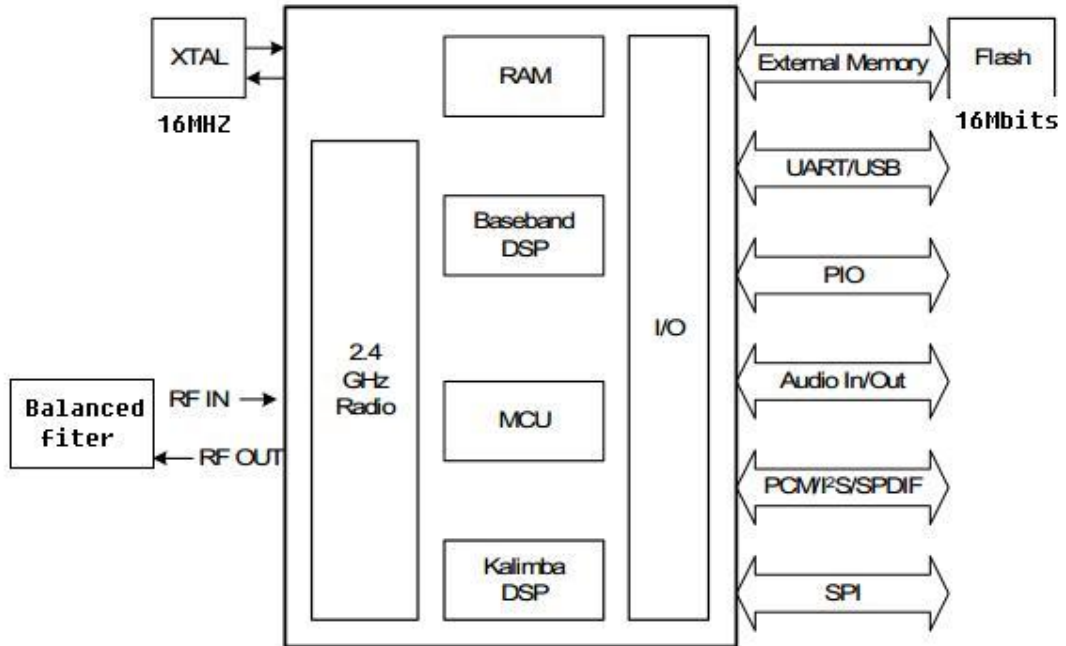 XTAL
16MHZ
RAM
External Memory
Flash
16Mbits
UART/USB
Baseband
DSP
PIO
I/O
2.4
GHz
Radio
Audio In/Out
Balanced
fiter
RF IN
RF OUT
MCU
PCM/I²S/SPDIF
Kalimba
DSP
SPI